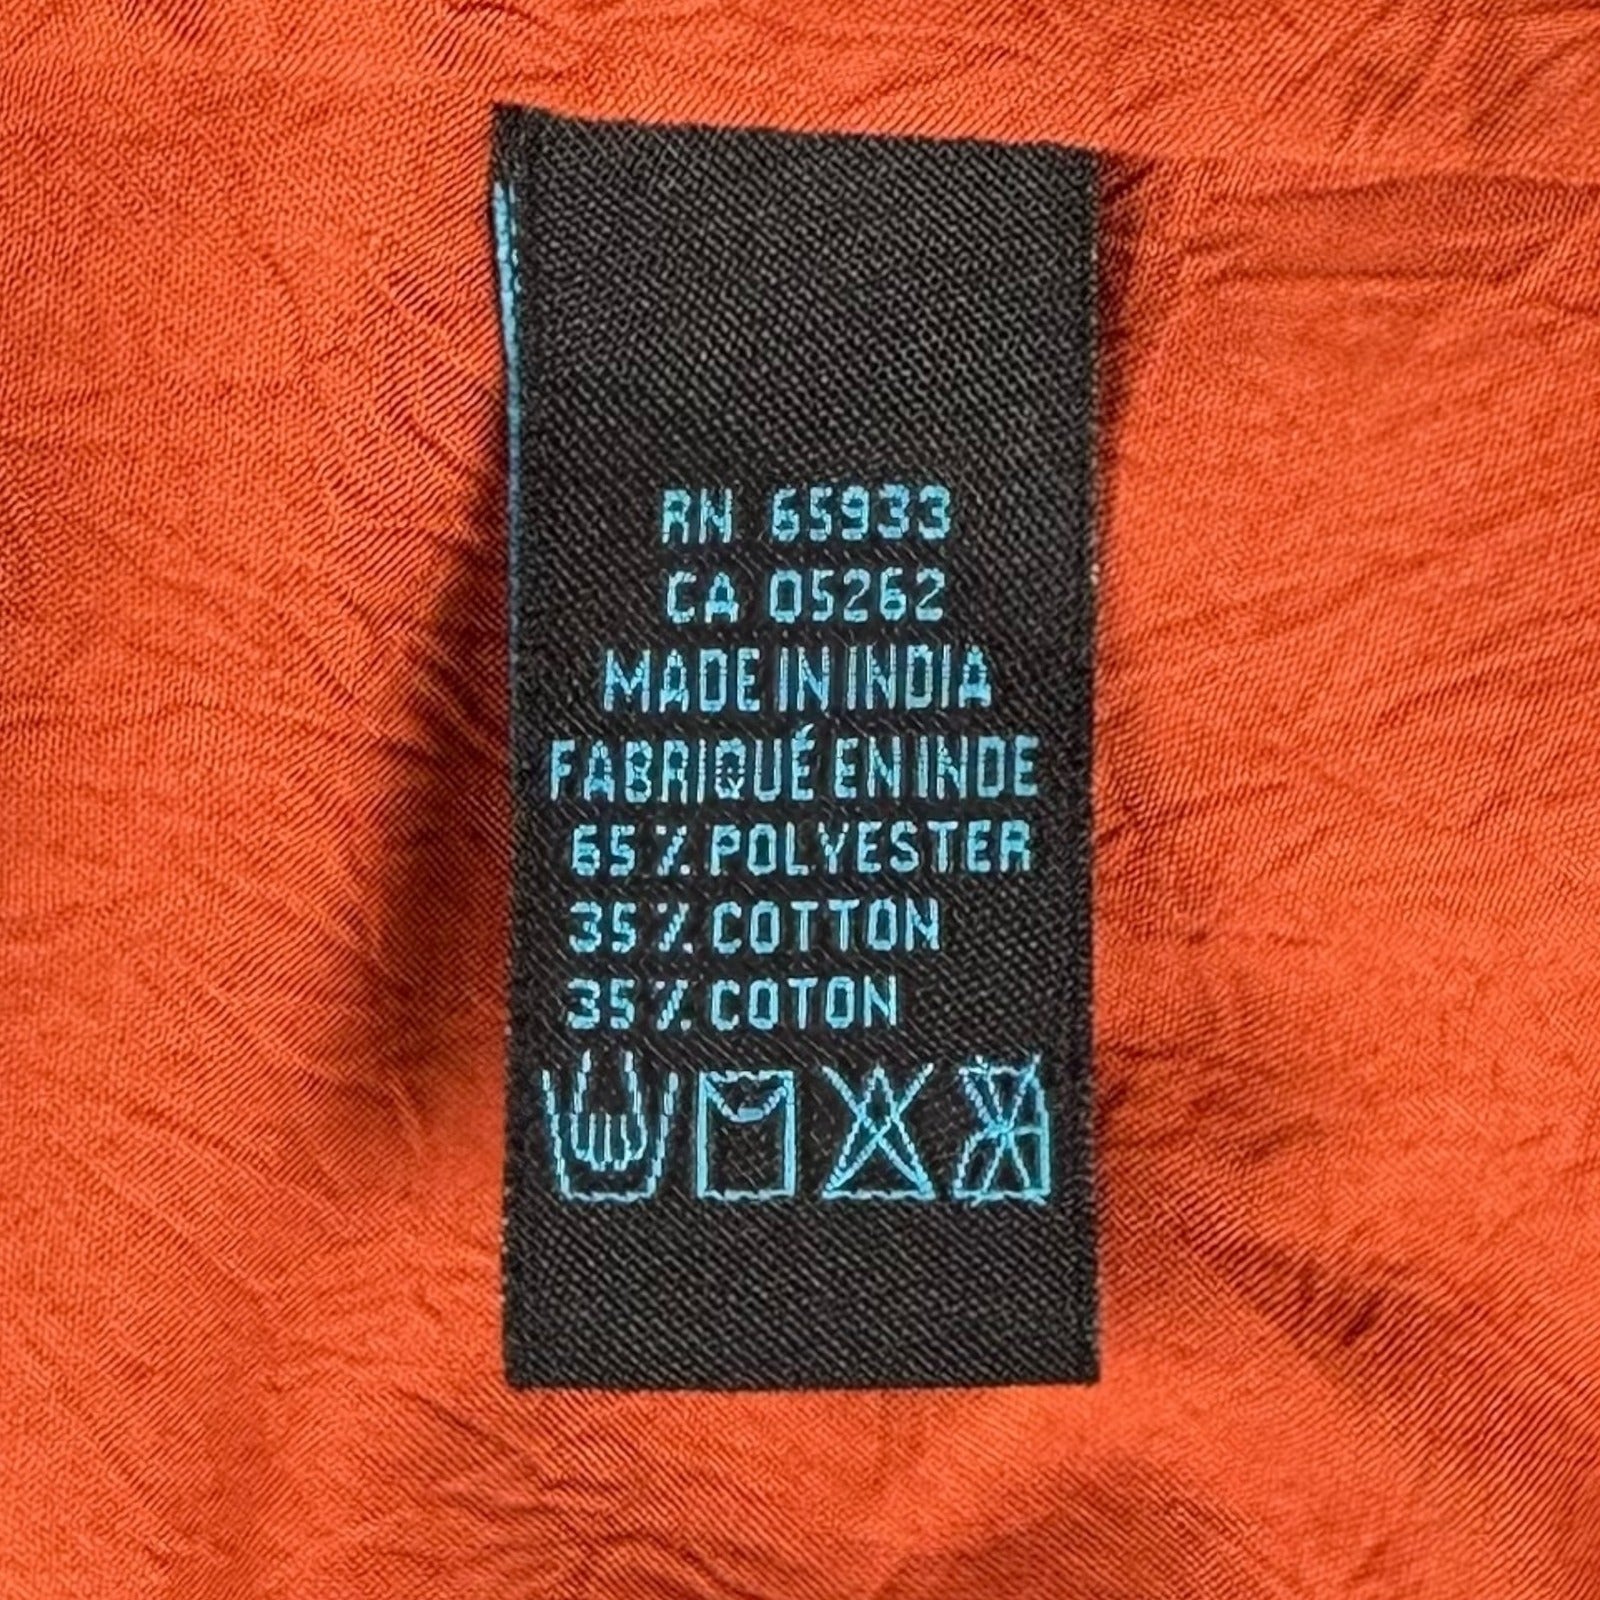 RN 65933
CA 05262
MADE IN INDIA
FABRIQUÉ EN INDE
65% POLYESTER
35% COTTON
35% COTON